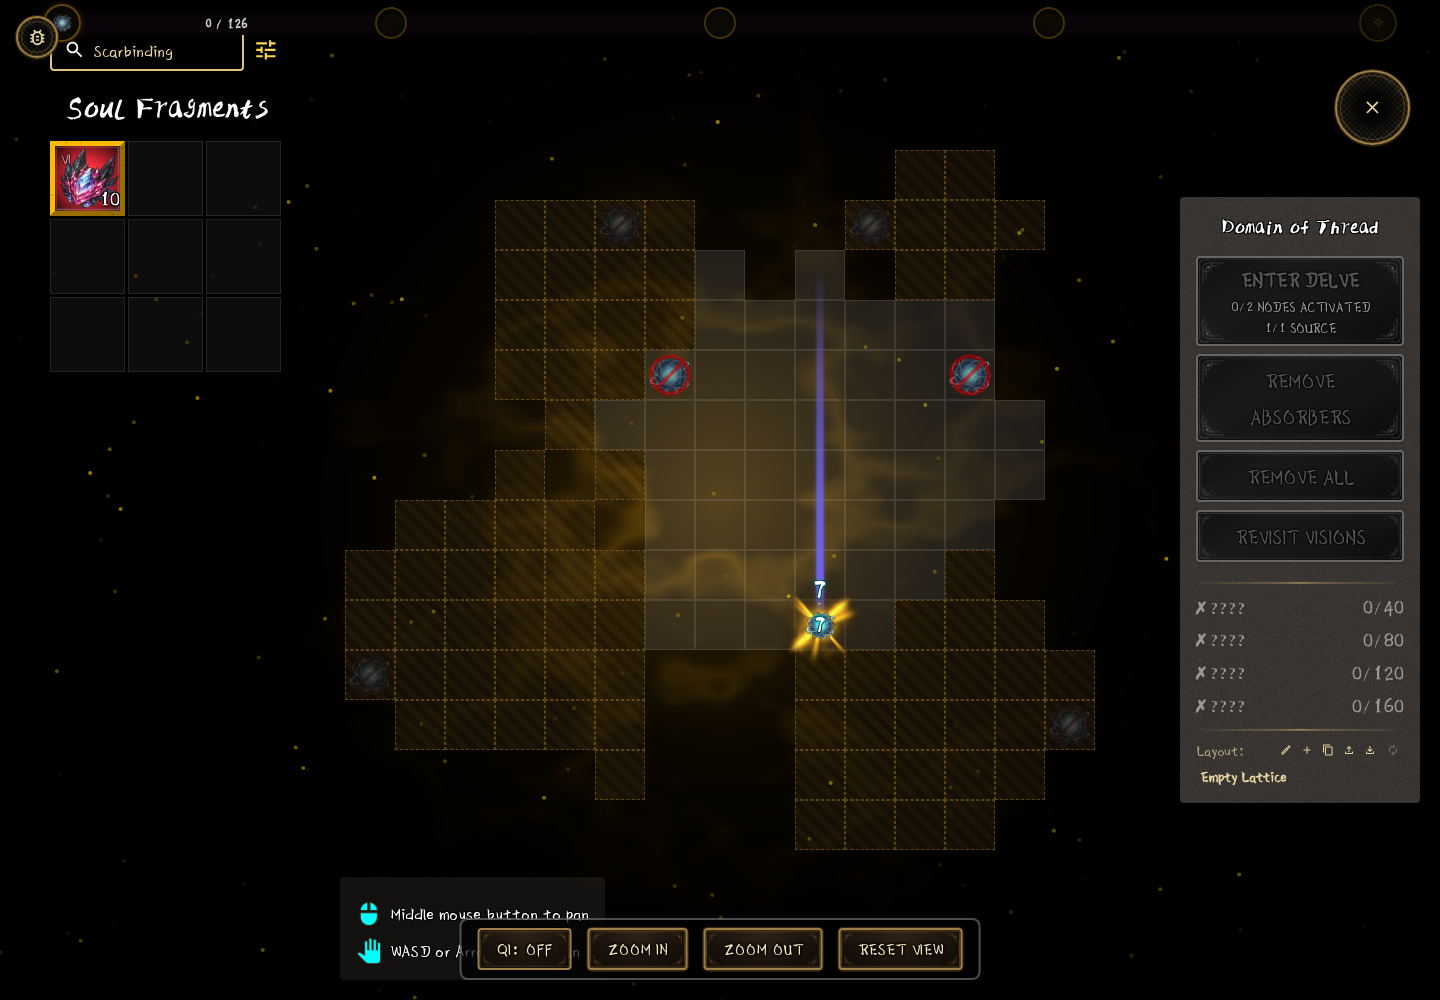 0 / 126
Scarbinding
Soul Fragments
VI
10
7
7
Domain of Thread
ENTER DELVE
0/2 NODES ACTIVATED
1/1 SOURCE
REMOVE
ABSORBERS
REMOVE ALL
REVISIT VISIONS
✗ ???? 0/40
✗ ???? 0/80
✗ ???? 0/120
✗ ???? 0/160
Layout:
Empty Lattice
Middle mouse button to pan
WASD or
QI: OFF
ZOOM IN
ZOOM OUT
RESET VIEW